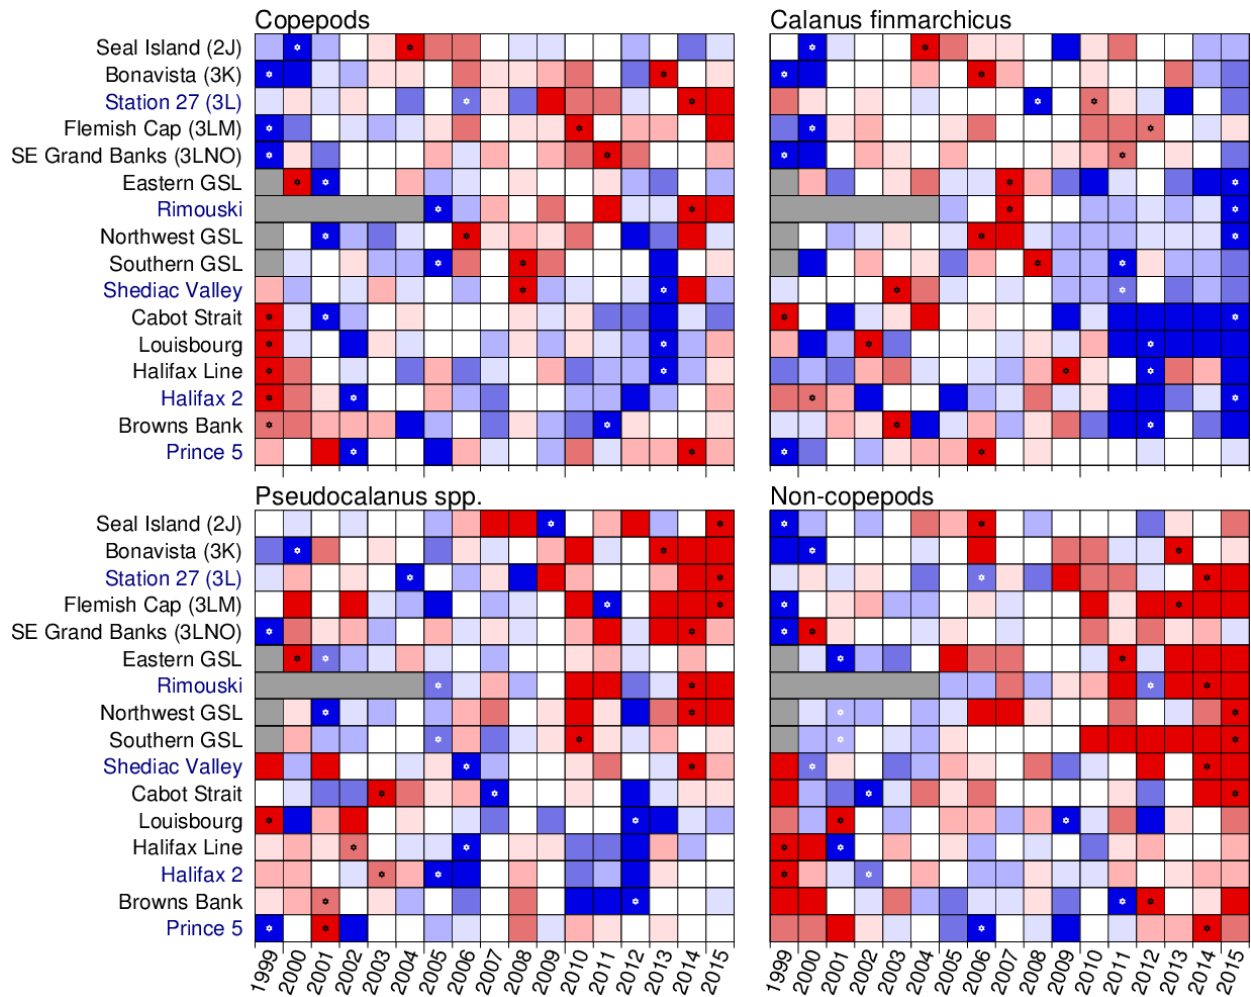 Copepods
Calanus finmarchicus
Seal Island (2J)
Bonavista (3K)
Station 27 (3L)
Flemish Cap (3LM)
SE Grand Banks (3LNO)
Eastern GSL
Rimouski
Northwest GSL
Southern GSL
Shediac Valley
Cabot Strait
Louisbourg
Halifax Line
Halifax 2
Browns Bank
Prince 5
Pseudocalanus spp.
Non-copepods
Seal Island (2J)
Bonavista (3K)
Station 27 (3L)
Flemish Cap (3LM)
SE Grand Banks (3LNO)
Eastern GSL
Rimouski
Northwest GSL
Southern GSL
Shediac Valley
Cabot Strait
Louisbourg
Halifax Line
Halifax 2
Browns Bank
Prince 5
1999 2000 2001 2002 2003 2004 2005 2006 2007 2008 2009 2010 2011 2012 2013 2014 2015
1999 2000 2001 2002 2003 2004 2005 2006 2007 2008 2009 2010 2011 2012 2013 2014 2015